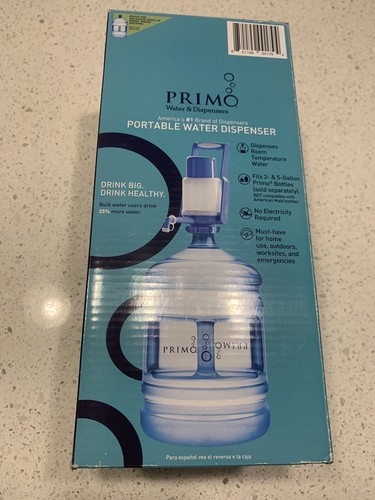 PRIMO
Water & Dispensers
America's #1 Brand of Dispensers
PORTABLE WATER DISPENSER
Dispenses
Room
Temperature
Water
Fits 3- & 5-Gallon
Primo® Bottles
(sold separately).
NOT compatible with
American Maid bottles
No Electricity
Required
Must-have
for home
use, outdoors,
worksites, and
emergencies
DRINK BIG.
DRINK HEALTHY.
Bulk water users drink
25% more water.
PRIMO
PRIMO
Para español vea el reverso e la caja